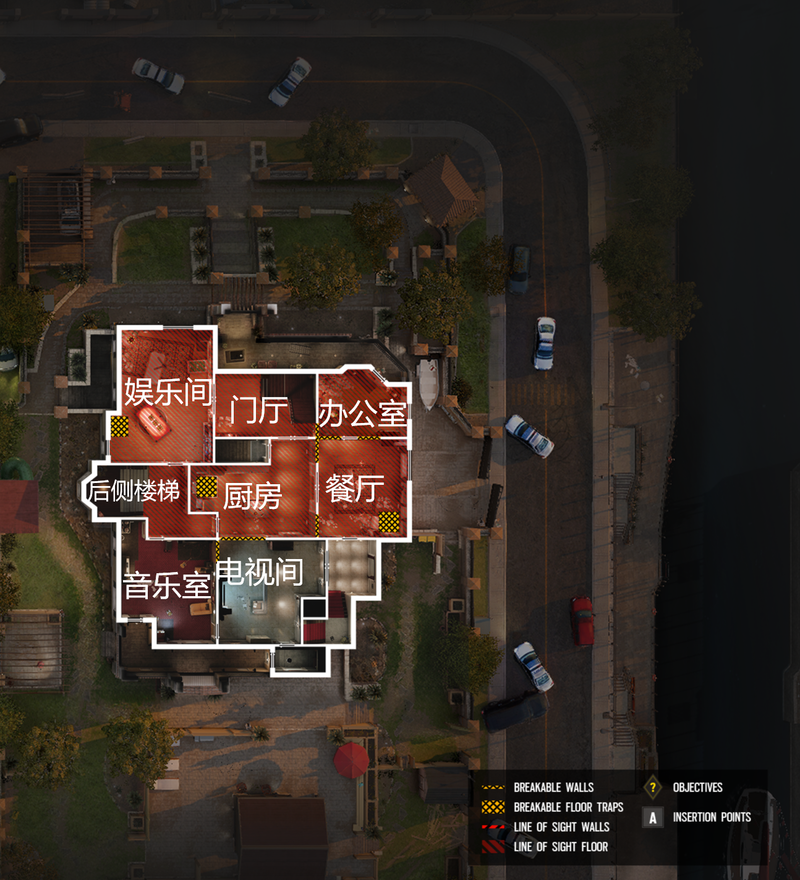 娱乐间
门厅
办公室
后侧楼梯
厨房
餐厅
音乐室
电视间
BREAKABLE WALLS
BREAKABLE FLOOR TRAPS
LINE OF SIGHT WALLS
LINE OF SIGHT FLOOR
? OBJECTIVES
A INSERTION POINTS